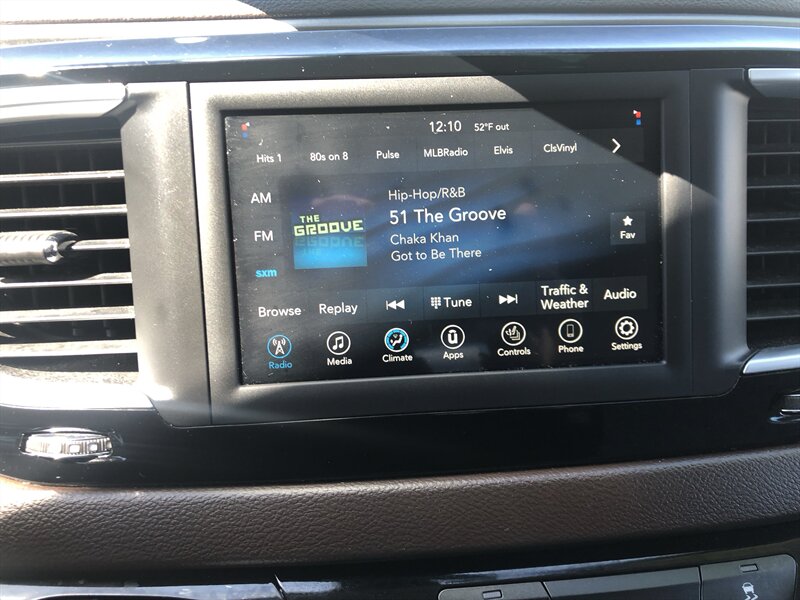 12:10 52°F out
Hits 1 80s on 8 Pulse MLBRadio Elvis ClsVinyl
AM
FM
sxm
THE
GROOVE
Hip-Hop/R&B
51 The Groove
Chaka Khan
Got to Be There
Fav
Browse Replay Tune Traffic & Weather Audio
Radio Media Climate Apps Controls Phone Settings